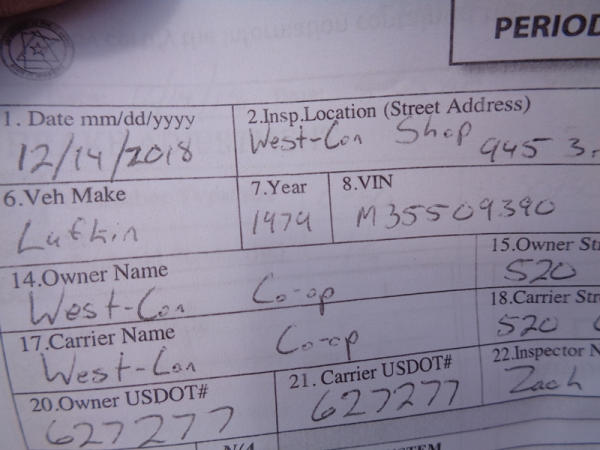 PERIOD
1. Date mm/dd/yyyy 2.Insp.Location (Street Address)
12/14/2018 West-Con Shop 945 3
6.Veh Make 7.Year 8.VIN
Lufkin 1979 M35509390
14.Owner Name 15.Owner Str
West-Con Co-op 520
17.Carrier Name 18.Carrier Stre
West-Con Co-op 520
20.Owner USDOT# 21. Carrier USDOT# 22.Inspector N
627277 627277 Zach
N/A SYSTEM